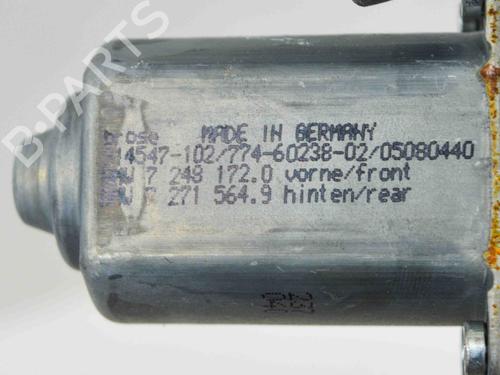 B-PARTS
MADE IN GERMANY
14547-102/774-60238-02/05080440
7 248 172.0 vorne/front
7 271 564.9 hinten/rear